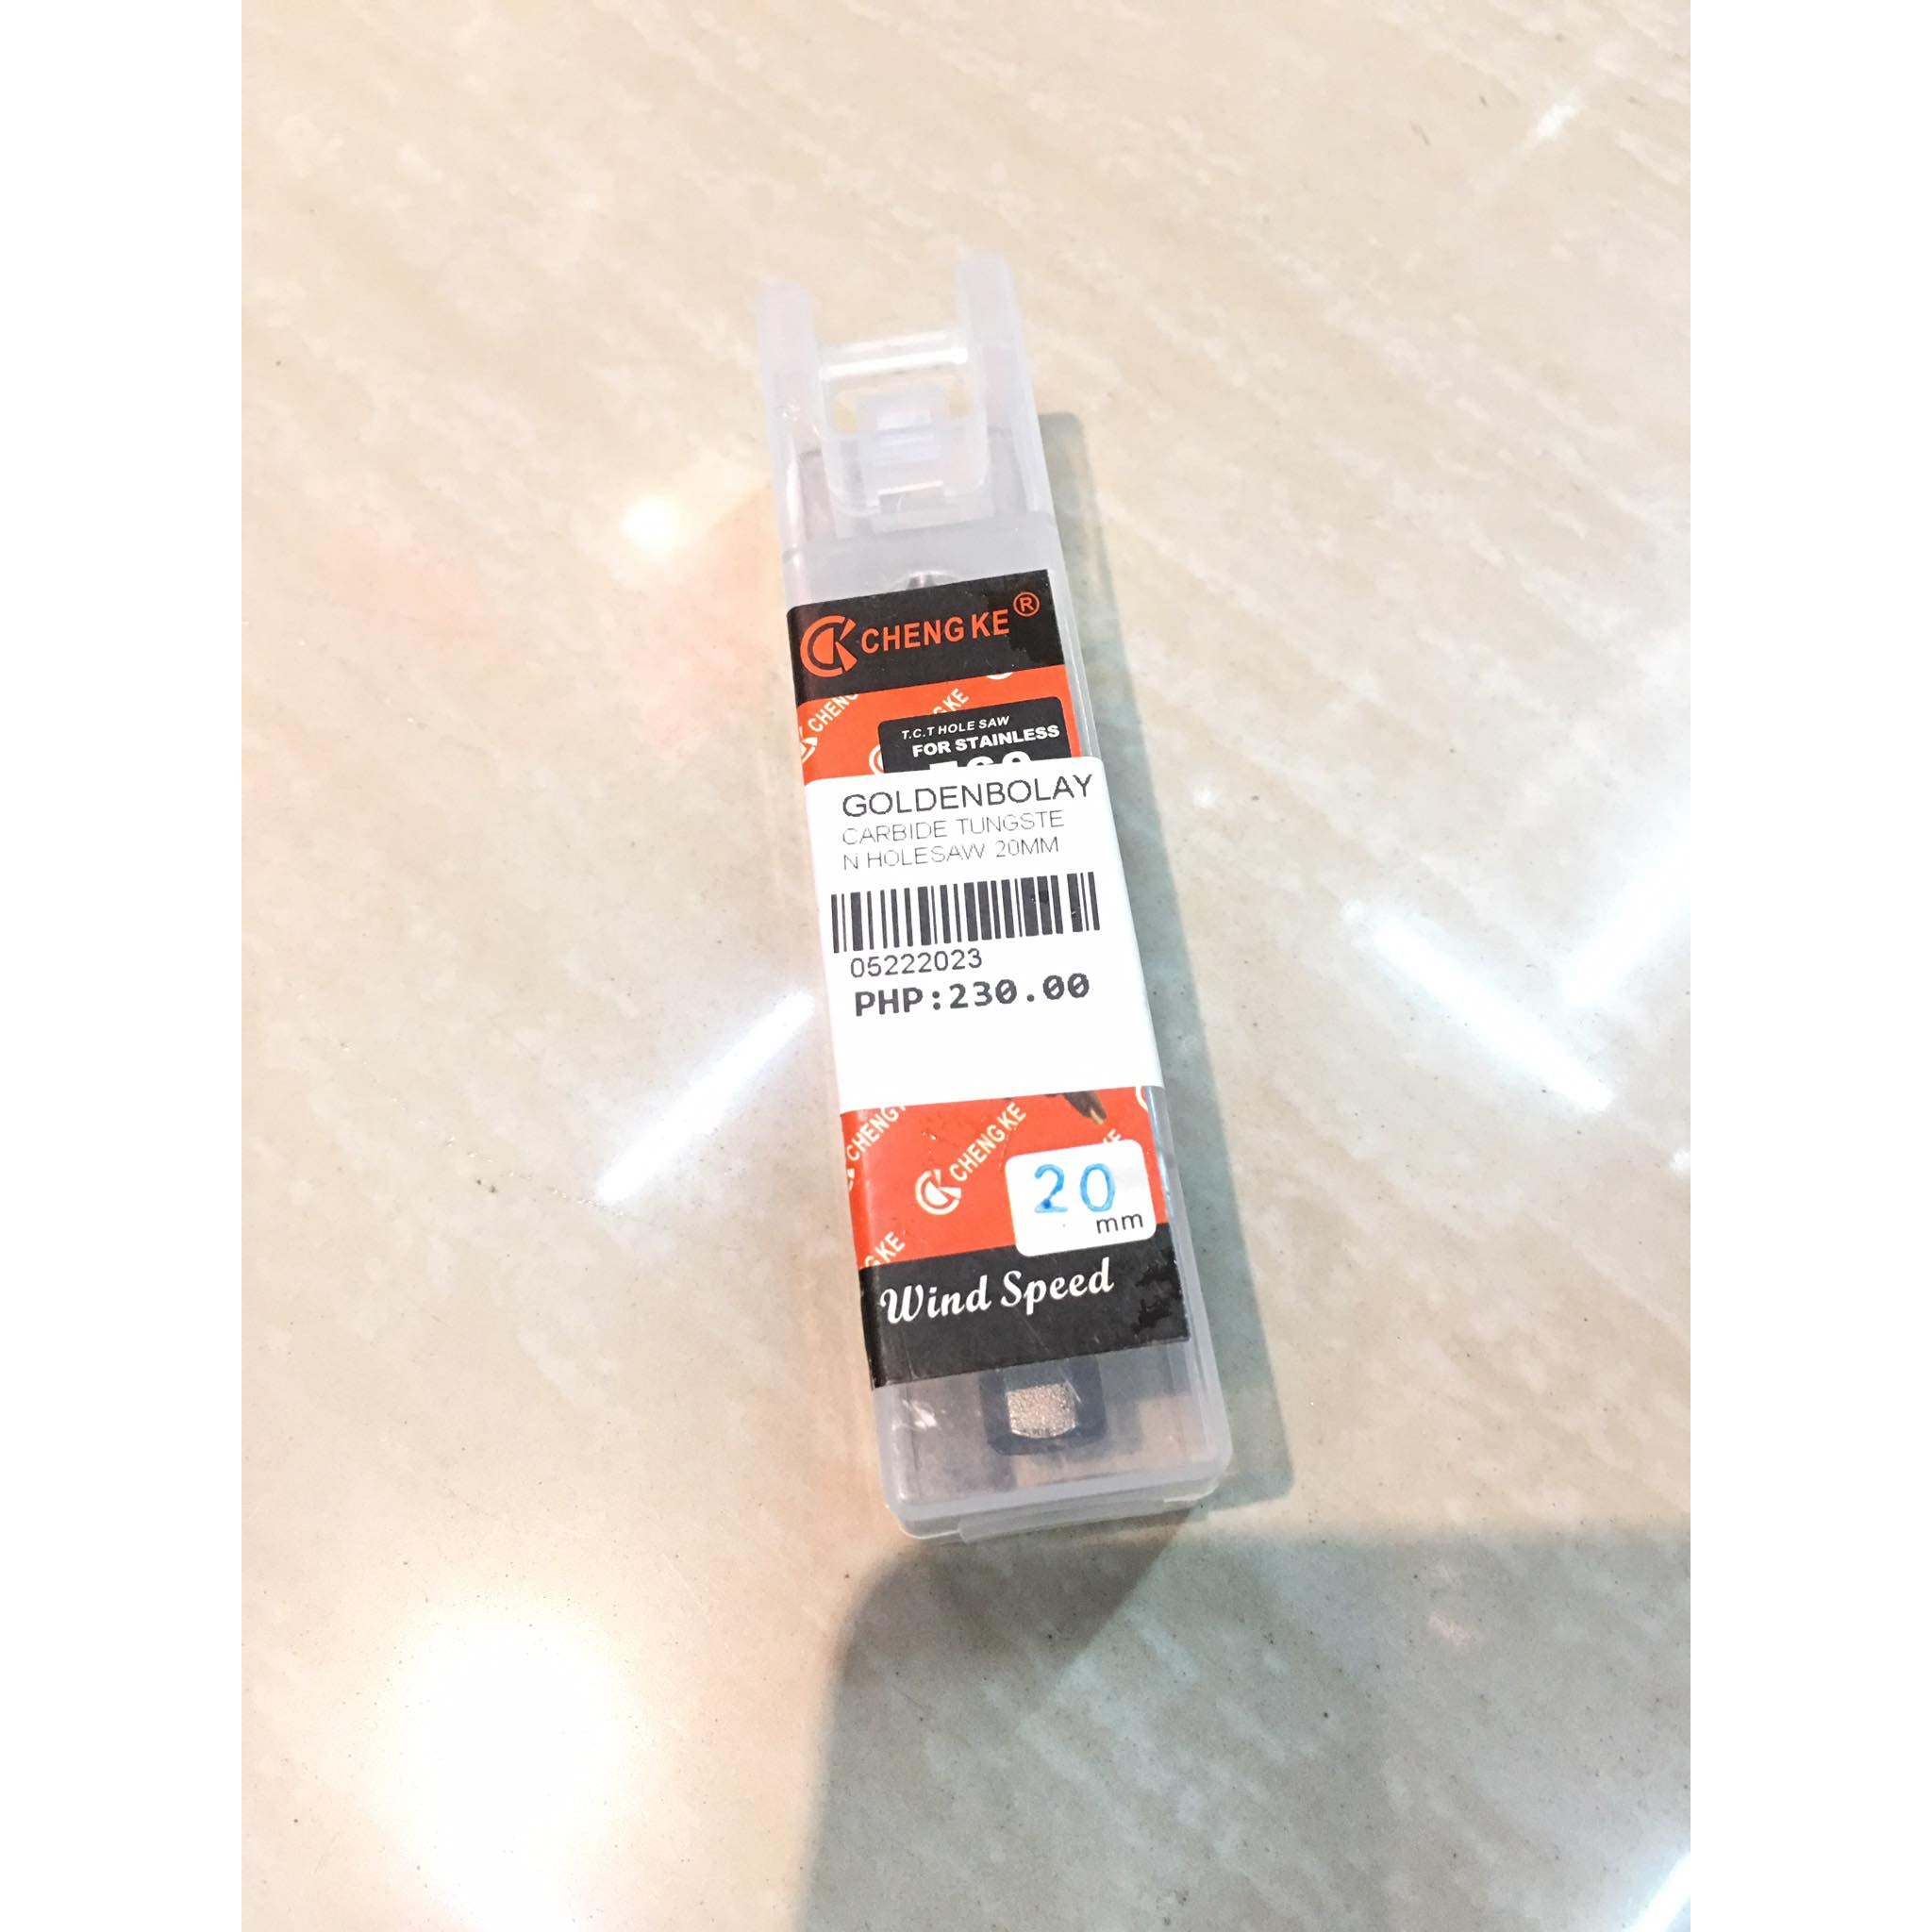 CHENG KE ®
CHENG KE
T.C.T HOLE SAW
FOR STAINLESS
GOLDENBOLAY
CARBIDE TUNGSTE
N HOLESAW 20MM
05222023
PHP:230.00
CHENG KE
CHENG KE
20
mm
Wind Speed